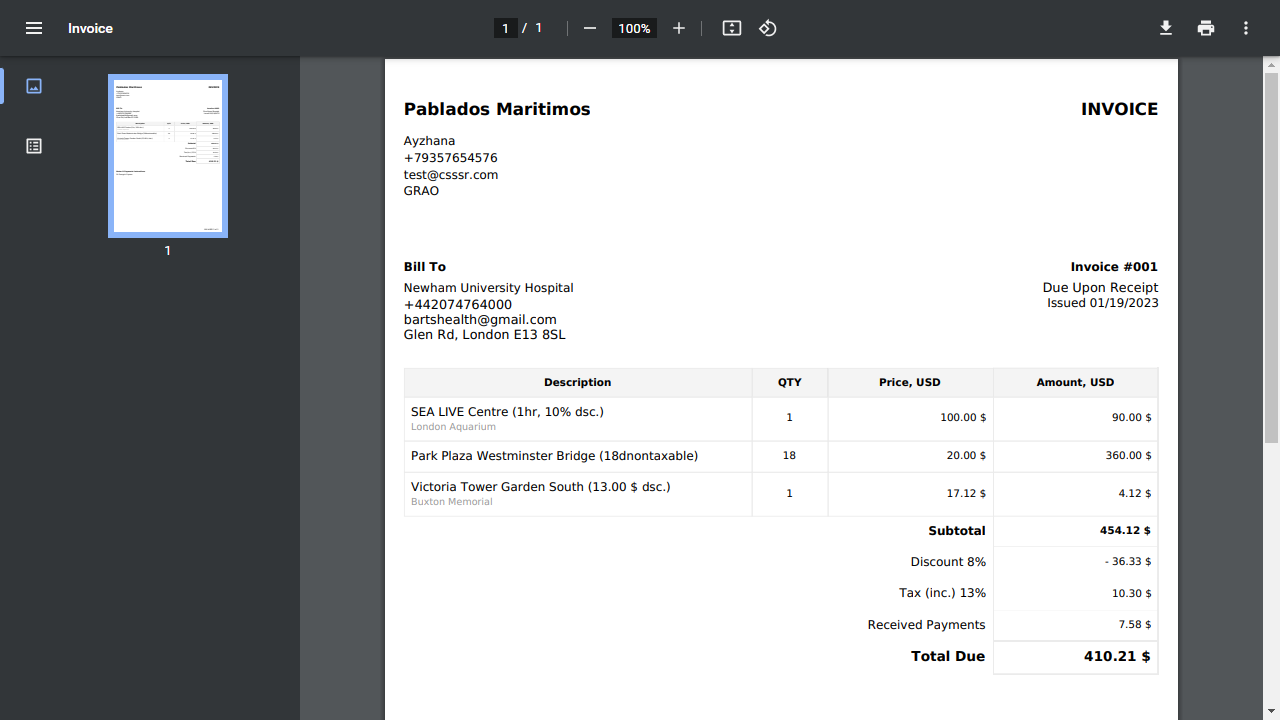 Invoice
1 / 1
100%
1
Pablados Maritimos
INVOICE
Ayzhana
+79357654576
test@csssr.com
GRAO
Bill To
Invoice #001
Newham University Hospital
Due Upon Receipt
+442074764000
Issued 01/19/2023
bartshealth@gmail.com
Glen Rd, London E13 8SL
Description QTY Price, USD Amount, USD
SEA LIVE Centre (1hr, 10% dsc.) 1 100.00 $ 90.00 $
London Aquarium
Park Plaza Westminster Bridge (18dnontaxable) 18 20.00 $ 360.00 $
Victoria Tower Garden South (13.00 $ dsc.) 1 17.12 $ 4.12 $
Buxton Memorial
Subtotal 454.12 $
Discount 8% - 36.33 $
Tax (inc.) 13% 10.30 $
Received Payments 7.58 $
Total Due 410.21 $